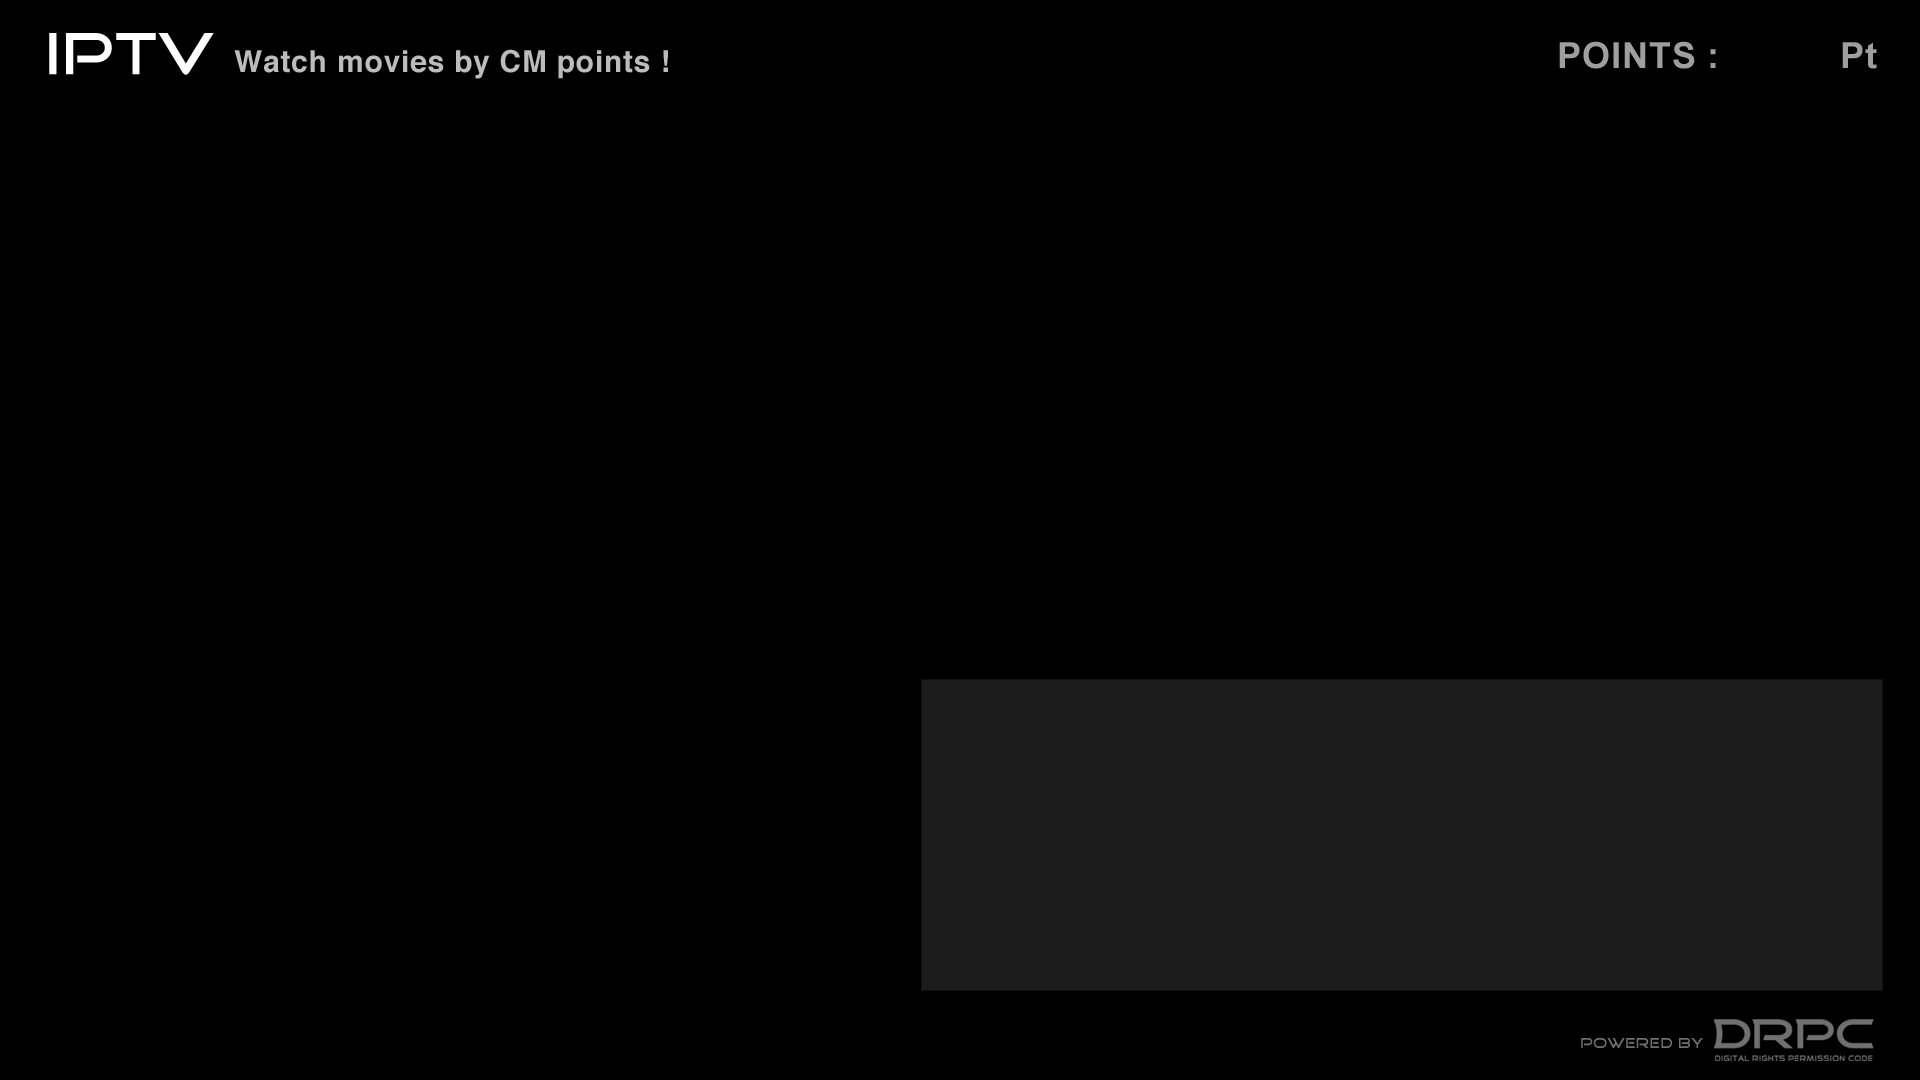 IPTV Watch movies by CM points !
POINTS : Pt
POWERED BY DRPC
DIGITAL RIGHTS PERMISSION CODE